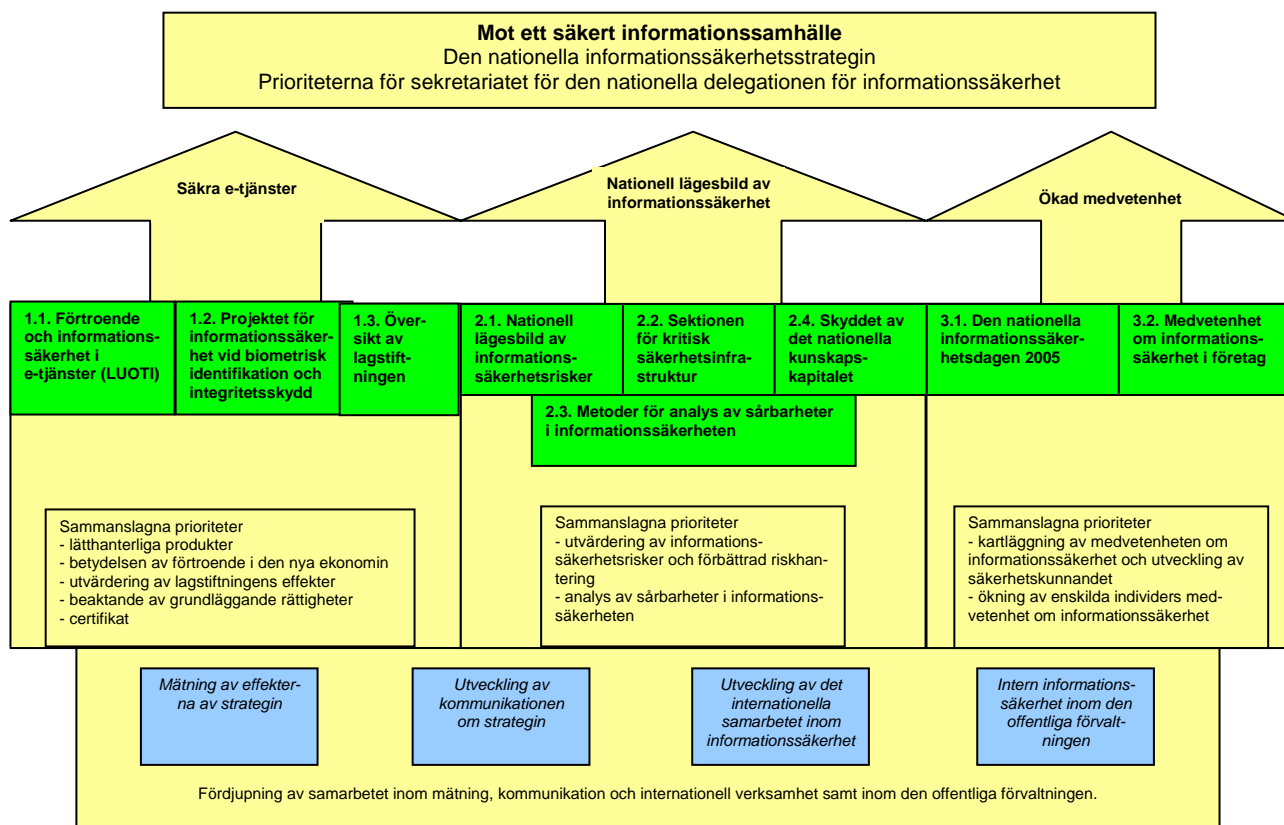 Mot ett säkert informationssamhälle
Den nationella informationssäkerhetsstrategin
Prioriteterna för sekretariatet för den nationella delegationen för informationssäkerhet
Säkra e-tjänster
Nationell lägesbild av
informationssäkerhet
Ökad medvetenhet
1.1. Förtroende
och informations-
säkerhet i
e-tjänster (LUOTI)
1.2. Projektet för
informationssäker-
het vid biometrisk
identifikation och
integritetsskydd
1.3. Över-
sikt av
lagstift-
ningen
2.1. Nationell
lägesbild av
informations-
säkerhetsrisker
2.2. Sektionen
för kritisk
säkerhetsinfra-
struktur
2.4. Skyddet av
det nationella
kunskaps-
kapitalet
3.1. Den nationella
informationssäker-
hetsdagen 2005
3.2. Medvetenhet
om informations-
säkerhet i företag
2.3. Metoder för analys av sårbarheter
i informationssäkerheten
Sammanslagna prioriteter
- lätthanterliga produkter
- betydelsen av förtroende i den nya ekonomin
- utvärdering av lagstiftningens effekter
- beaktande av grundläggande rättigheter
- certifikat
Sammanslagna prioriteter
- utvärdering av informations-
säkerhetsrisker och förbättrad riskhan-
tering
- analys av sårbarheter i informations-
säkerheten
Sammanslagna prioriteter
- kartläggning av medvetenheten om
informationssäkerhet och utveckling av
säkerhetskunnandet
- ökning av enskilda individers med-
vetenhet om informationssäkerhet
Mätning av effekter-
na av strategin
Utveckling av
kommunikationen
om strategin
Utveckling av det
internationella
samarbetet inom
informationssäkerhet
Intern informations-
säkerhet inom den
offentliga förvalt-
ningen
Fördjupning av samarbetet inom mätning, kommunikation och internationell verksamhet samt inom den offentliga förvaltningen.